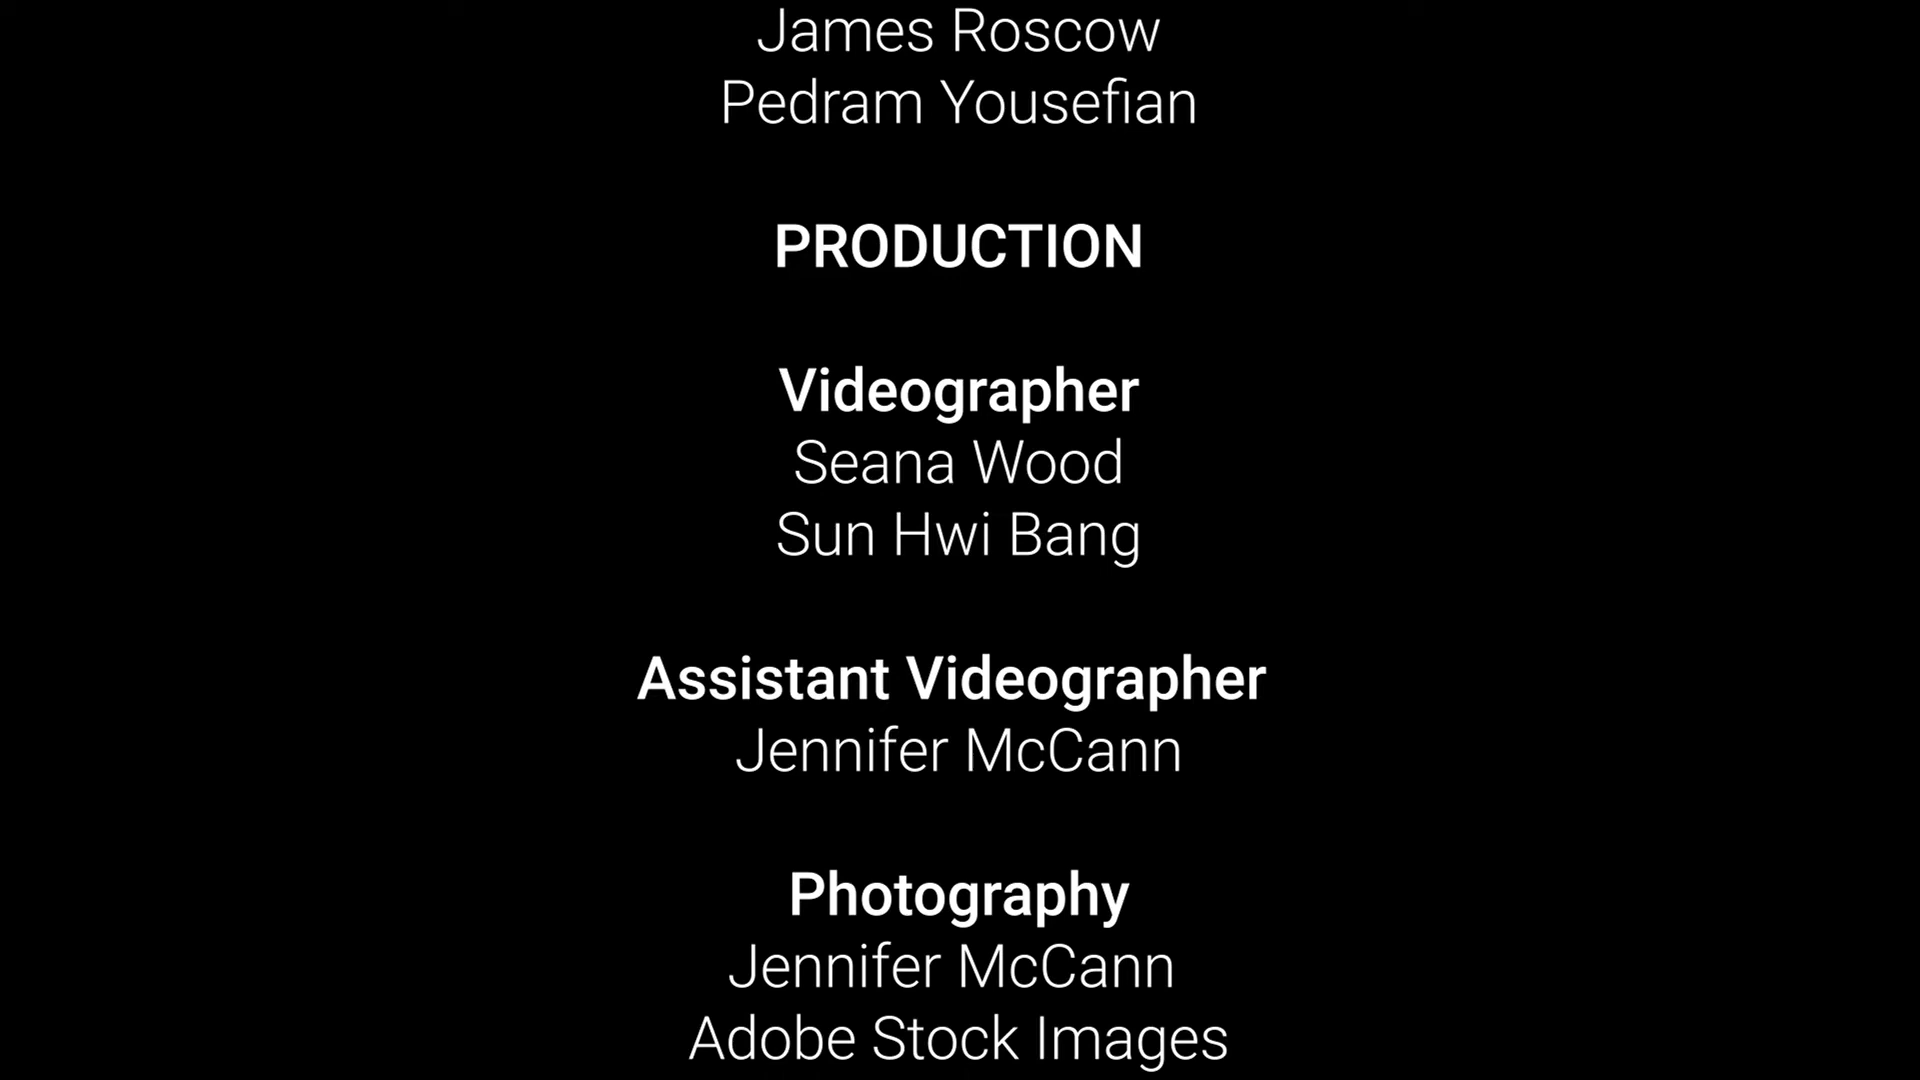 James Roscow
Pedram Yousefian
PRODUCTION
Videographer
Seana Wood
Sun Hwi Bang
Assistant Videographer
Jennifer McCann
Photography
Jennifer McCann
Adobe Stock Images